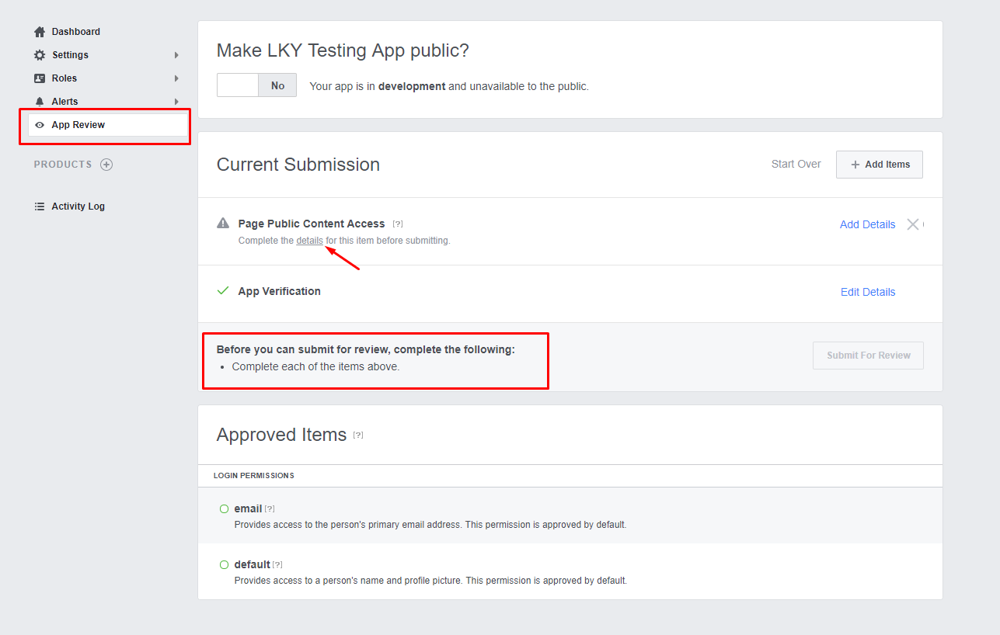 Dashboard
Settings
Roles
Alerts
App Review
PRODUCTS
Activity Log
Make LKY Testing App public?
No
Your app is in development and unavailable to the public.
Current Submission
Start Over
Add Items
Page Public Content Access [?]
Complete the details for this item before submitting.
Add Details
App Verification
Edit Details
Before you can submit for review, complete the following:
• Complete each of the items above.
Submit For Review
Approved Items [?]
LOGIN PERMISSIONS
email [?]
Provides access to the person's primary email address. This permission is approved by default.
default [?]
Provides access to a person's name and profile picture. This permission is approved by default.